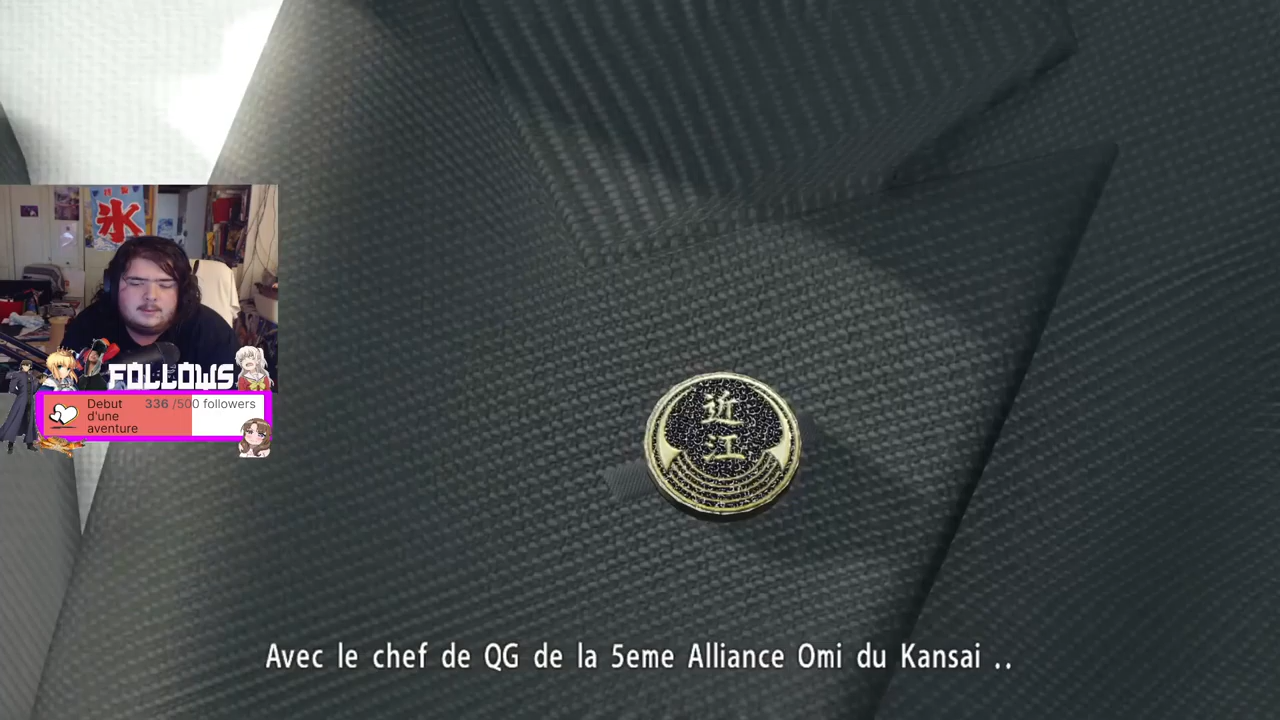 氷
FOLLOWS
Debut
d'une
aventure
336 /500 followers
近
江
Avec le chef de QG de la 5eme Alliance Omi du Kansai ..